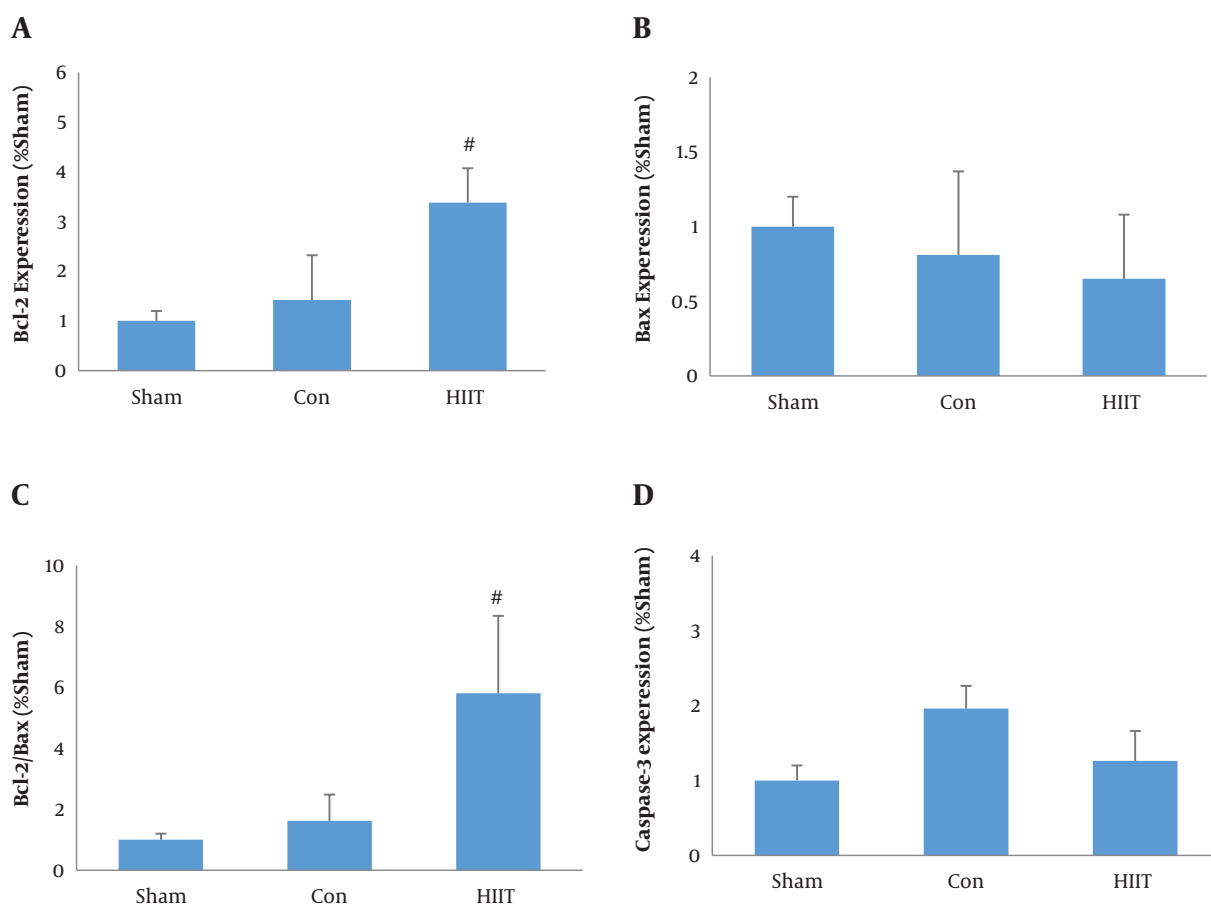 A
Bcl-2 Experession (%Sham)
6
5
4
3
2
1
0
#
Sham Con HIIT
B
Bax Experession (%Sham)
2
1.5
1
0.5
0
Sham Con HIIT
C
Bcl-2/Bax (%Sham)
10
8
6
4
2
0
#
Sham Con HIIT
D
Caspase-3 experession (%Sham)
4
3
2
1
0
Sham Con HIIT